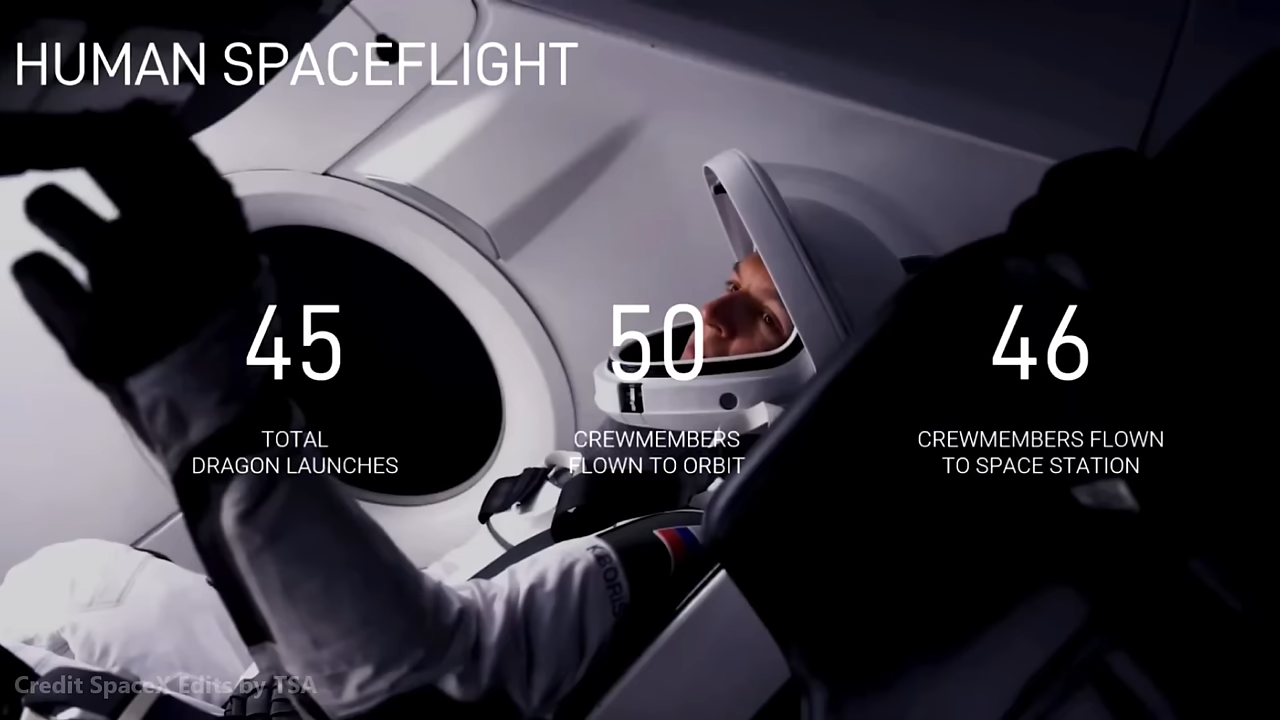 HUMAN SPACEFLIGHT
45
TOTAL
DRAGON LAUNCHES
50
CREWMEMBERS
FLOWN TO ORBIT
46
CREWMEMBERS FLOWN
TO SPACE STATION
Credit SpaceX Edits by TSA